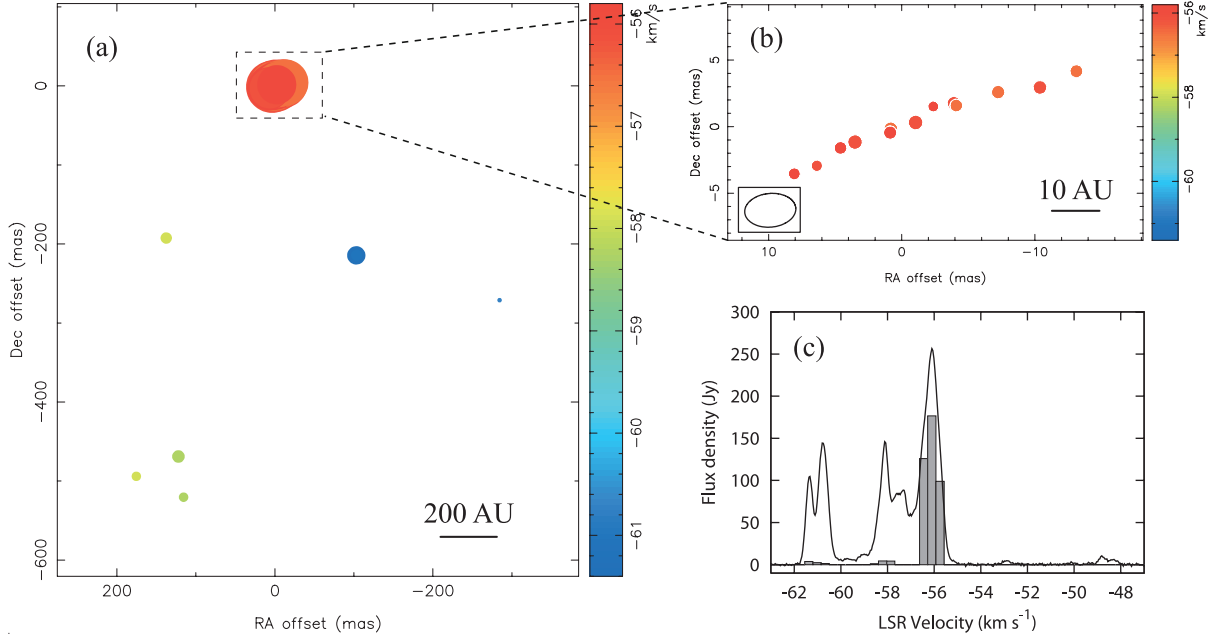 (a)
0
-200
-400
-600
Dec offset (mas)
200
0
-200
RA offset (mas)
200 AU
km/s
-56
-57
-58
-59
-60
-61
(b)
5
0
-5
Dec offset (mas)
10
0
-10
RA offset (mas)
10 AU
km/s
-56
-58
-60
(c)
300
250
200
150
100
50
0
Flux density (Jy)
-62 -60 -58 -56 -54 -52 -50 -48
LSR Velocity (km s⁻¹)